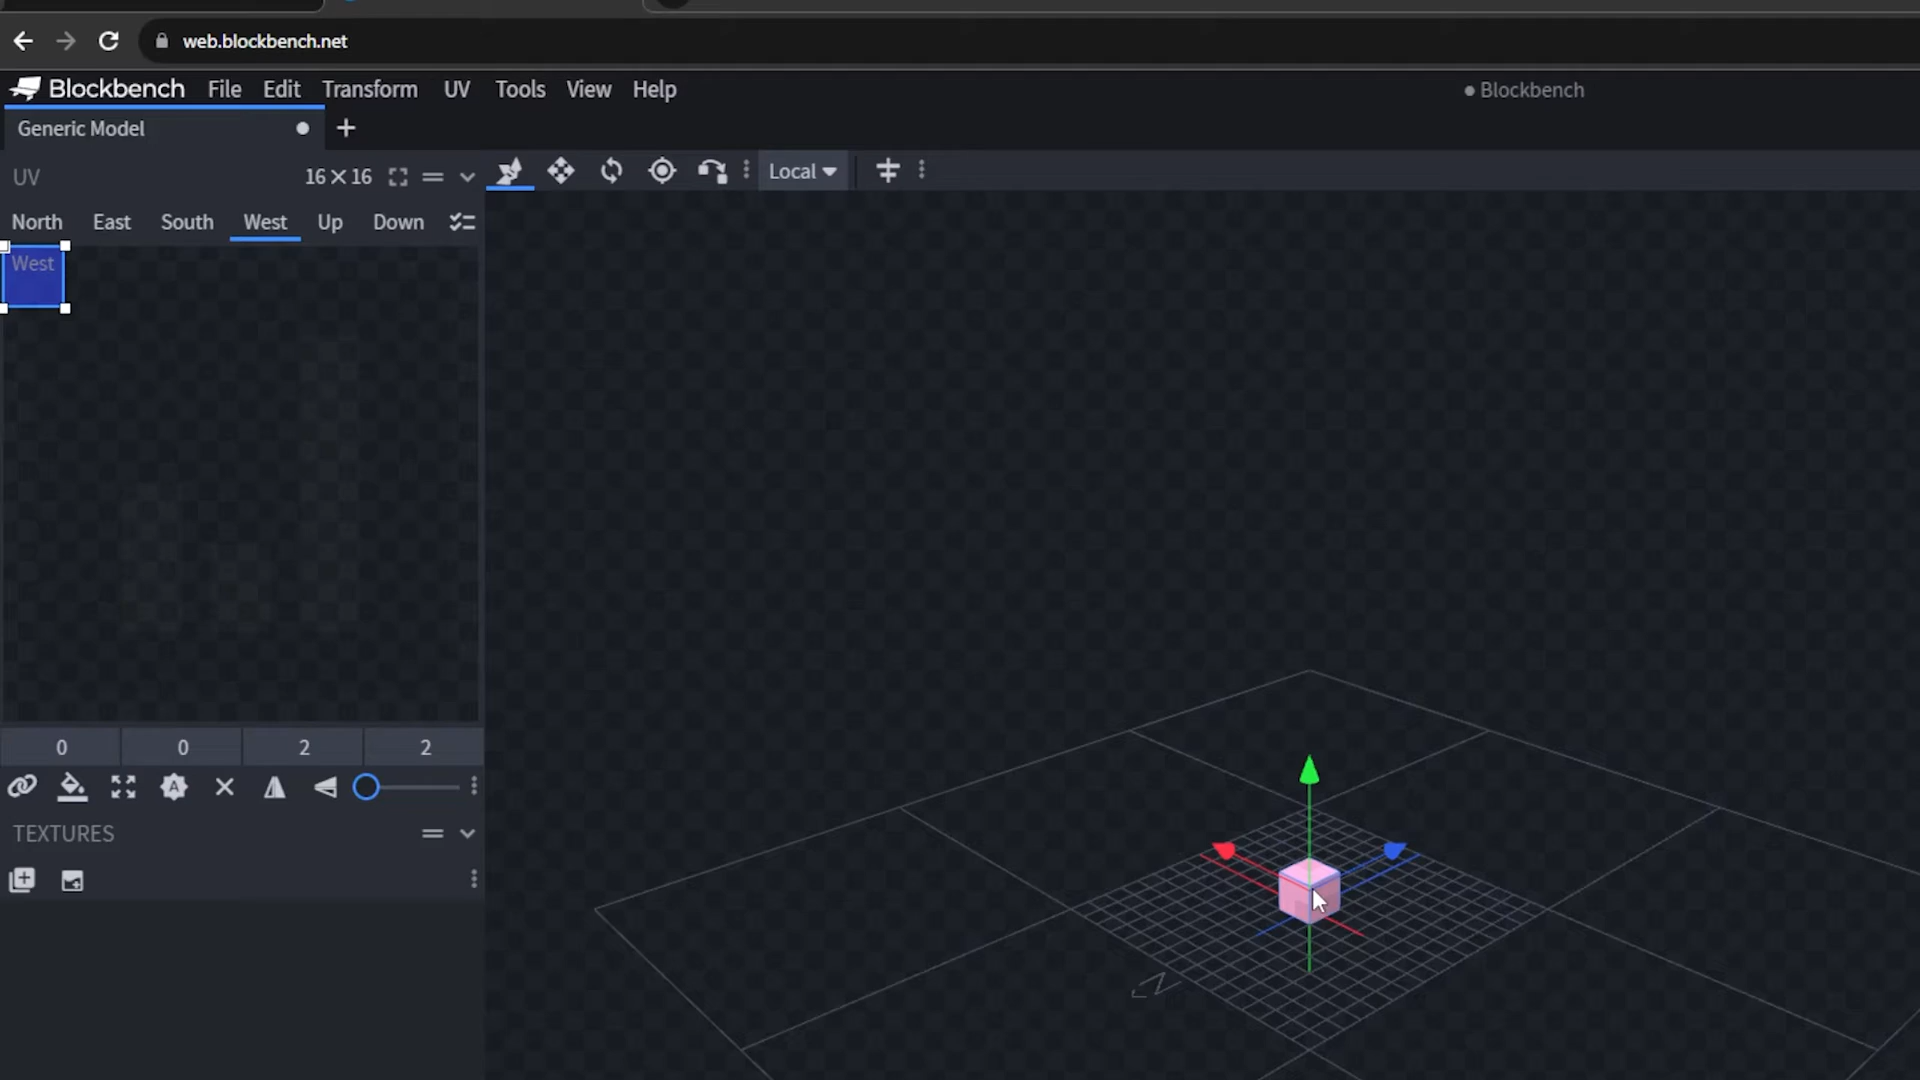 web.blockbench.net
Blockbench File Edit Transform UV Tools View Help
Blockbench
Generic Model
UV 16×16
Local
North East South West Up Down
West
0 0 2 2
TEXTURES